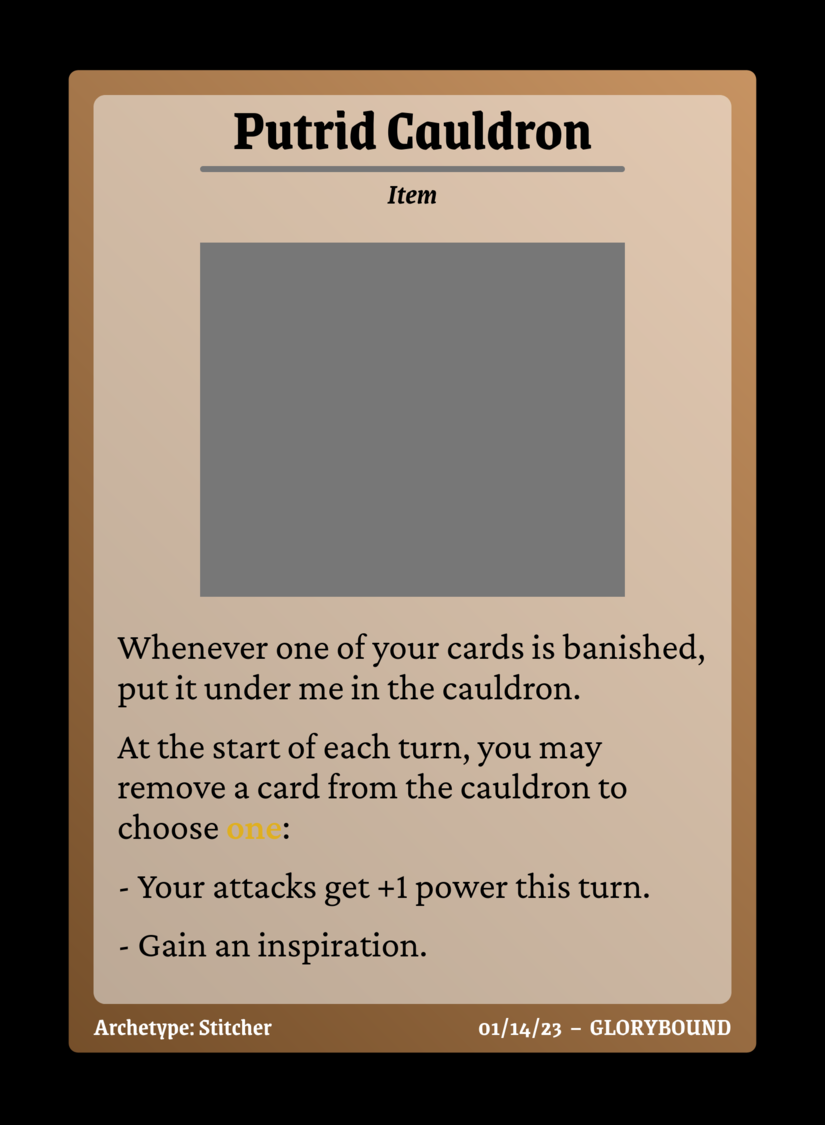 Putrid Cauldron
Item
Whenever one of your cards is banished,
put it under me in the cauldron.
At the start of each turn, you may
remove a card from the cauldron to
choose one:
- Your attacks get +1 power this turn.
- Gain an inspiration.
Archetype: Stitcher
01/14/23 – GLORYBOUND